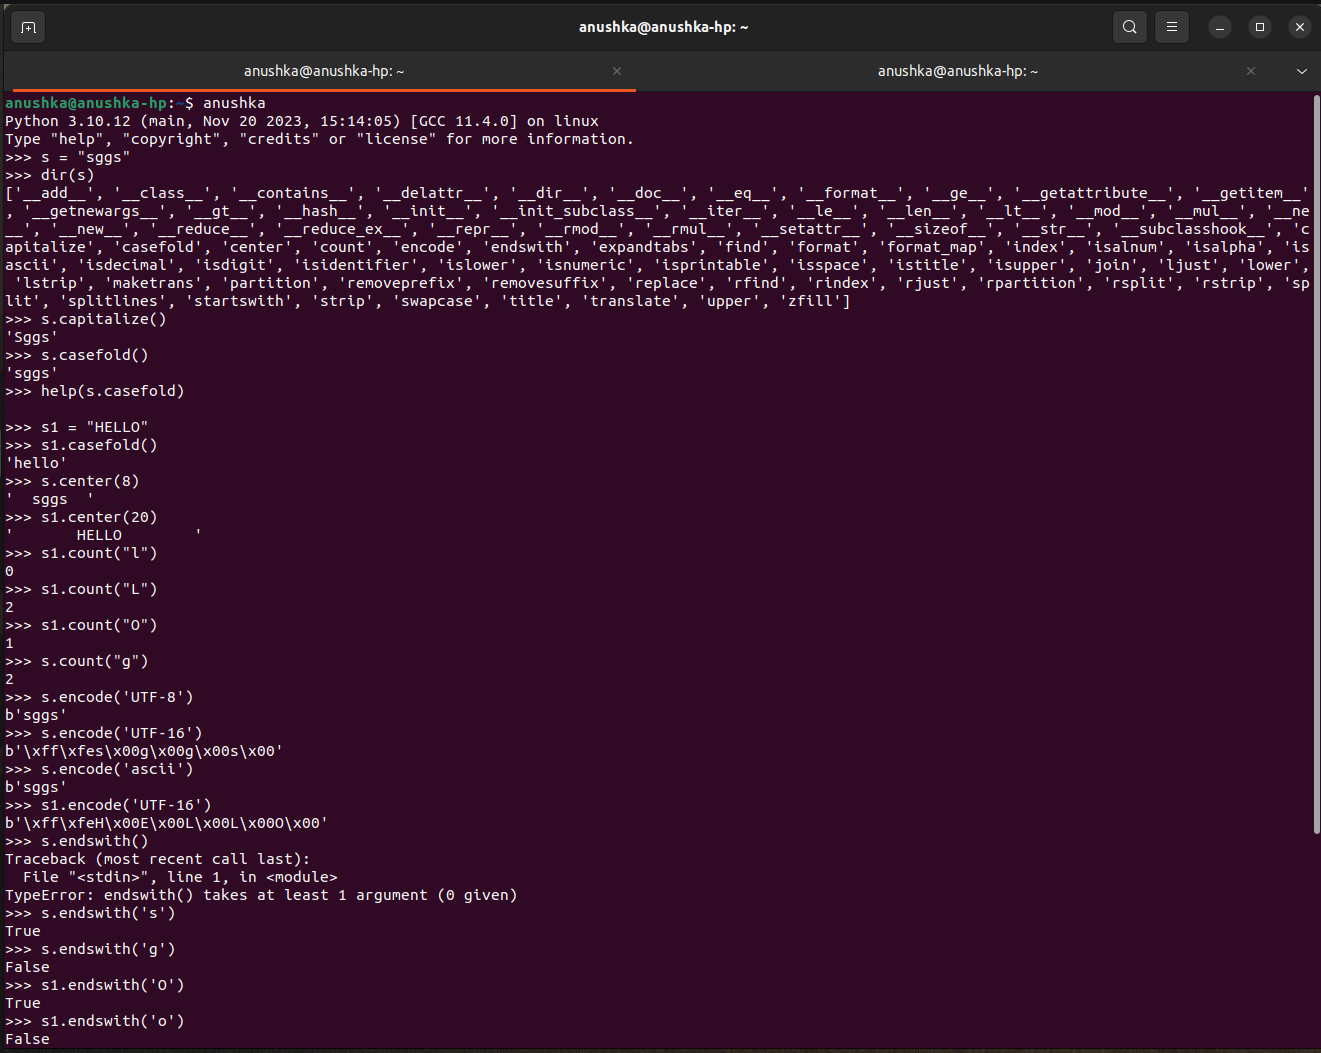 anushka@anushka-hp: ~
anushka@anushka-hp: ~
anushka@anushka-hp: ~
anushka@anushka-hp:~$ anushka
Python 3.10.12 (main, Nov 20 2023, 15:14:05) [GCC 11.4.0] on linux
Type "help", "copyright", "credits" or "license" for more information.
>>> s = "sggs"
>>> dir(s)
['__add__', '__class__', '__contains__', '__delattr__', '__dir__', '__doc__', '__eq__', '__format__', '__ge__', '__getattribute__', '__getitem__'
, '__getnewargs__', '__gt__', '__hash__', '__init__', '__init_subclass__', '__iter__', '__le__', '__len__', '__lt__', '__mod__', '__mul__', '__ne
__', '__new__', '__reduce__', '__reduce_ex__', '__repr__', '__rmod__', '__rmul__', '__setattr__', '__sizeof__', '__str__', '__subclasshook__', 'c
apitalize', 'casefold', 'center', 'count', 'encode', 'endswith', 'expandtabs', 'find', 'format', 'format_map', 'index', 'isalnum', 'isalpha', 'is
ascii', 'isdecimal', 'isdigit', 'isidentifier', 'islower', 'isnumeric', 'isprintable', 'isspace', 'istitle', 'isupper', 'join', 'ljust', 'lower',
 'lstrip', 'maketrans', 'partition', 'removeprefix', 'removesuffix', 'replace', 'rfind', 'rindex', 'rjust', 'rpartition', 'rsplit', 'rstrip', 'sp
lit', 'splitlines', 'startswith', 'strip', 'swapcase', 'title', 'translate', 'upper', 'zfill']
>>> s.capitalize()
'Sggs'
>>> s.casefold()
'sggs'
>>> help(s.casefold)
>>> s1 = "HELLO"
>>> s1.casefold()
'hello'
>>> s.center(8)
'  sggs  '
>>> s1.center(20)
'       HELLO        '
>>> s1.count("l")
0
>>> s1.count("L")
2
>>> s1.count("O")
1
>>> s.count("g")
2
>>> s.encode('UTF-8')
b'sggs'
>>> s.encode('UTF-16')
b'\xff\xfes\x00g\x00g\x00s\x00'
>>> s.encode('ascii')
b'sggs'
>>> s1.encode('UTF-16')
b'\xff\xfeH\x00E\x00L\x00L\x00O\x00'
>>> s.endswith()
Traceback (most recent call last):
  File "<stdin>", line 1, in <module>
TypeError: endswith() takes at least 1 argument (0 given)
>>> s.endswith('s')
True
>>> s.endswith('g')
False
>>> s1.endswith('O')
True
>>> s1.endswith('o')
False